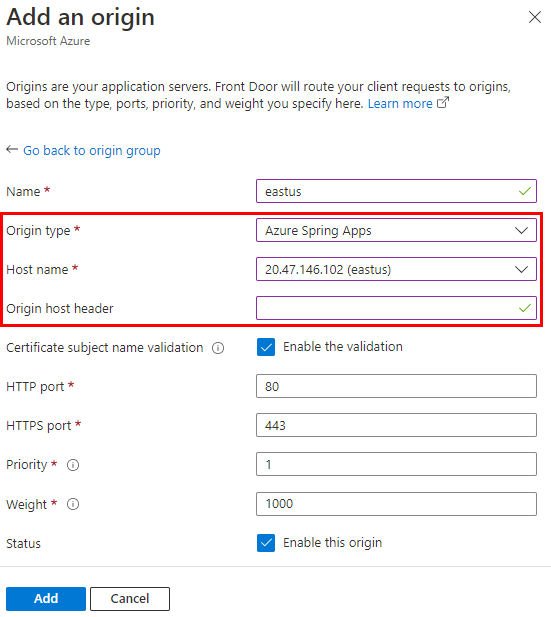 Add an origin
Microsoft Azure
Origins are your application servers. Front Door will route your client requests to origins,
based on the type, ports, priority, and weight you specify here. Learn more
Go back to origin group
Name * eastus
Origin type * Azure Spring Apps
Host name * 20.47.146.102 (eastus)
Origin host header
Certificate subject name validation Enable the validation
HTTP port * 80
HTTPS port * 443
Priority * 1
Weight * 1000
Status Enable this origin
Add Cancel